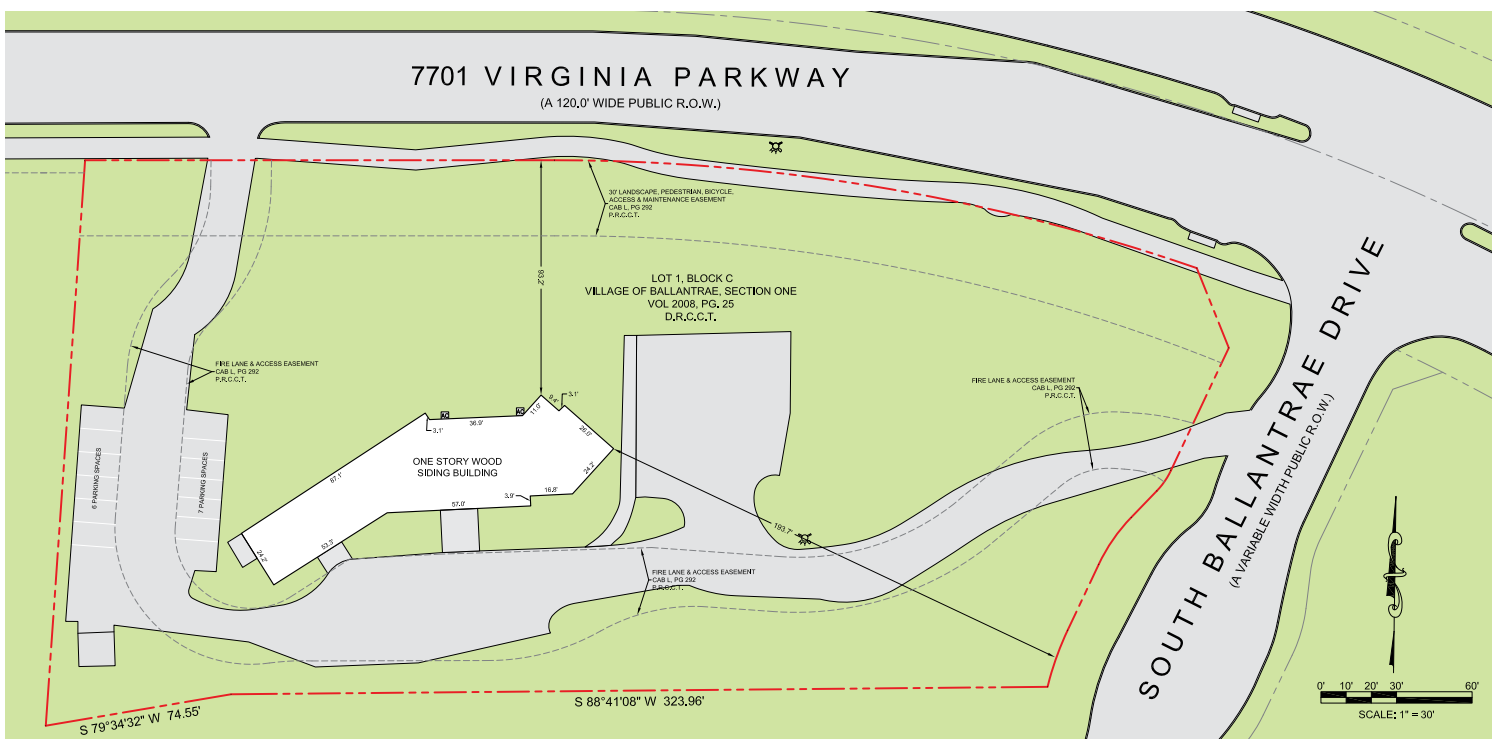 7701 VIRGINIA PARKWAY
(A 120.0' WIDE PUBLIC R.O.W.)
30' LANDSCAPE, PEDESTRIAN, BICYCLE,
ACCESS & MAINTENANCE EASEMENT
CAB L, PG 292
P.R.C.C.T.
93.2'
LOT 1, BLOCK C
VILLAGE OF BALLANTRAE, SECTION ONE
VOL 2008, PG. 25
D.R.C.C.T.
FIRE LANE & ACCESS EASEMENT
CAB L, PG 292
P.R.C.C.T.
FIRE LANE & ACCESS EASEMENT
CAB L, PG 292
P.R.C.C.T.
AC
AC
3.1'
36.9'
11.0'
9.4'
3.1'
26.0'
24.2'
16.8'
3.9'
57.0'
53.3'
24.2'
67.1'
ONE STORY WOOD
SIDING BUILDING
6 PARKING SPACES
7 PARKING SPACES
193.7'
FIRE LANE & ACCESS EASEMENT
CAB L, PG 292
P.R.C.C.T.
SOUTH BALLANTRAE DRIVE
(A VARIABLE WIDTH PUBLIC R.O.W.)
S 79°34'32" W 74.55'
S 88°41'08" W 323.96'
0' 10' 20' 30' 60'
SCALE: 1" = 30'